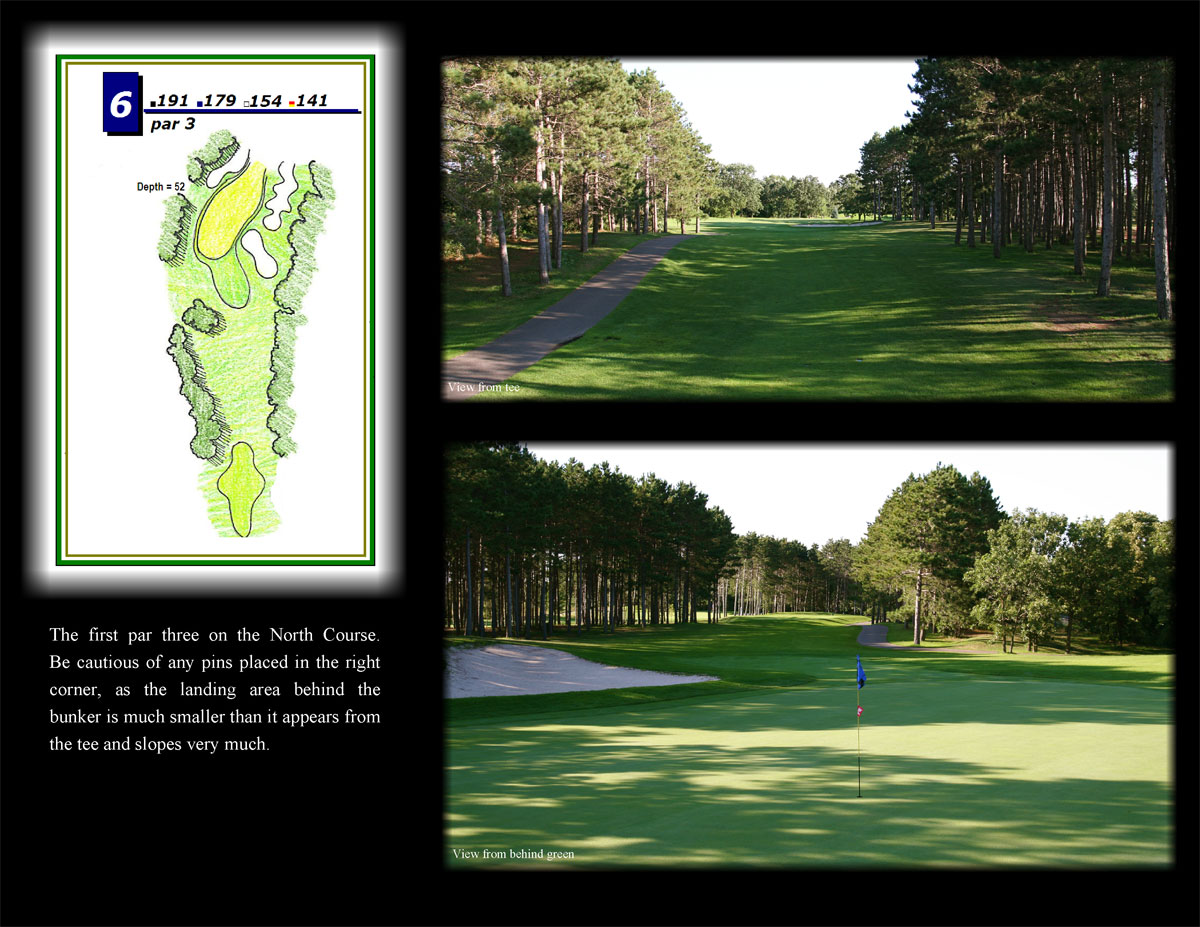 6
191 179 154 141
par 3
Depth = 52
The first par three on the North Course.
Be cautious of any pins placed in the right
corner, as the landing area behind the
bunker is much smaller than it appears from
the tee and slopes very much.
View from tee
View from behind green